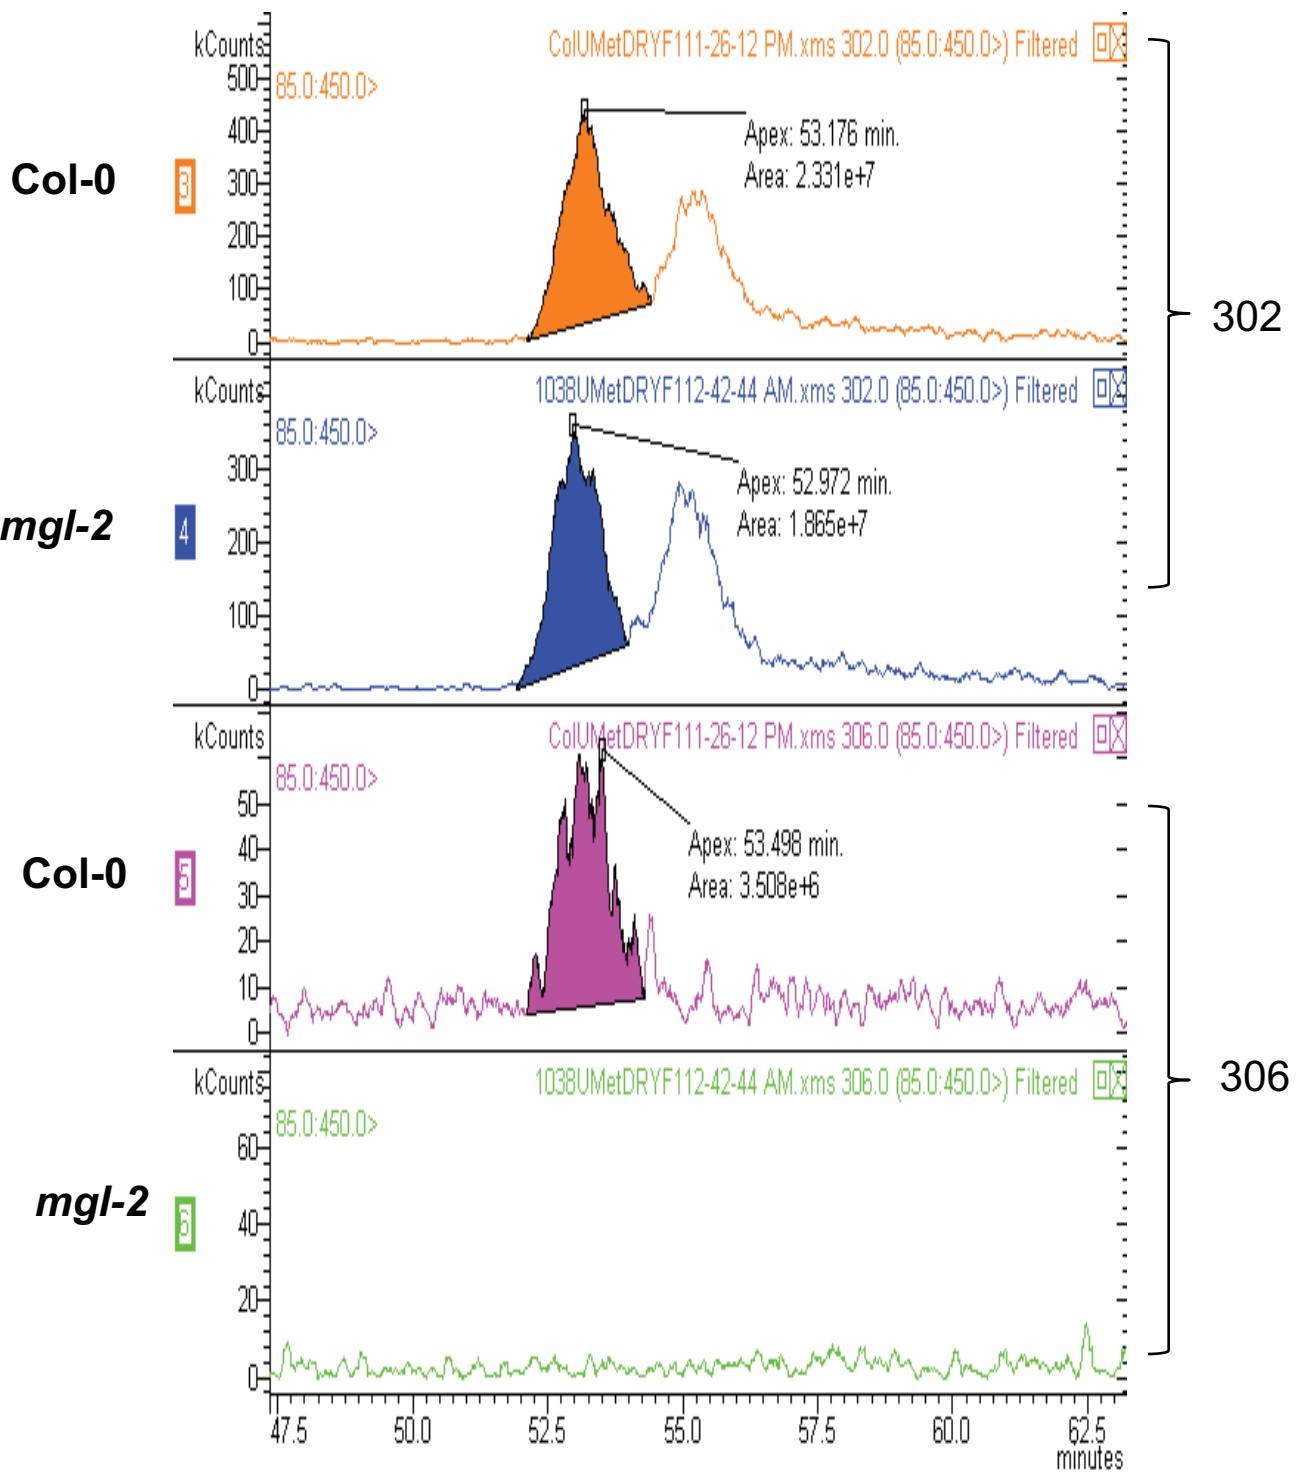 kCounts ColUMetDRYF111-26-12 PM.xms 302.0 (85.0:450.0>) Filtered
85.0:450.0>
500
400
300
200
100
0
Col-0
3
Apex: 53.176 min.
Area: 2.331e+7
302
kCounts 1038UMetDRYF112-42-44 AM.xms 302.0 (85.0:450.0>) Filtered
85.0:450.0>
300
200
100
0
mgl-2
4
Apex: 52.972 min.
Area: 1.865e+7
kCounts ColUMetDRYF111-26-12 PM.xms 306.0 (85.0:450.0>) Filtered
85.0:450.0>
50
40
30
20
10
0
Col-0
5
Apex: 53.498 min.
Area: 3.508e+6
306
kCounts 1038UMetDRYF112-42-44 AM.xms 306.0 (85.0:450.0>) Filtered
85.0:450.0>
60
40
20
0
mgl-2
6
47.5 50.0 52.5 55.0 57.5 60.0 62.5
minutes